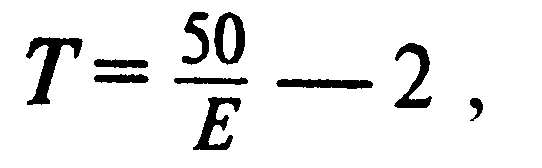 T = 50/E — 2 ,